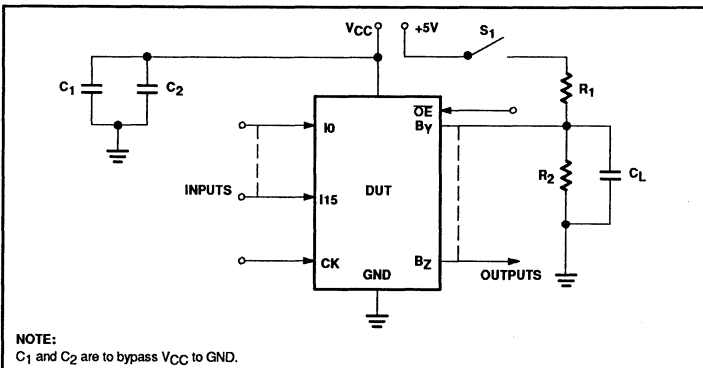 VCC +5V S1
C1 C2 R1
OE
I0 BY
R2 CL
INPUTS DUT
I15
CK BZ
GND OUTPUTS
NOTE:
C1 and C2 are to bypass VCC to GND.